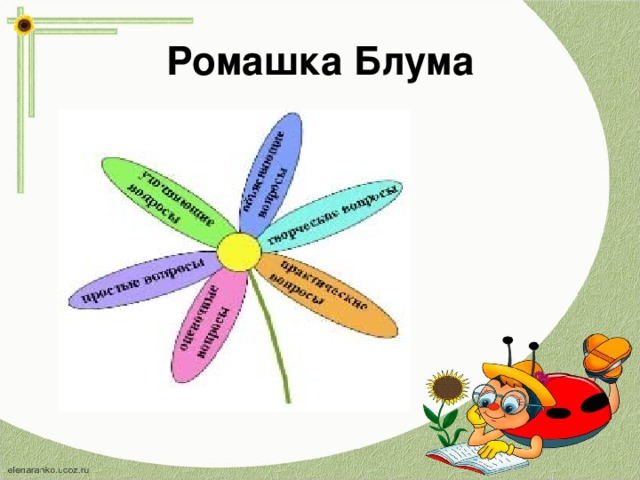 Ромашка Блума
объясняющие
вопросы
уточняющие
вопросы
творческие вопросы
простые вопросы
практические
вопросы
оценочные
вопросы
elenaranko.ucoz.ru